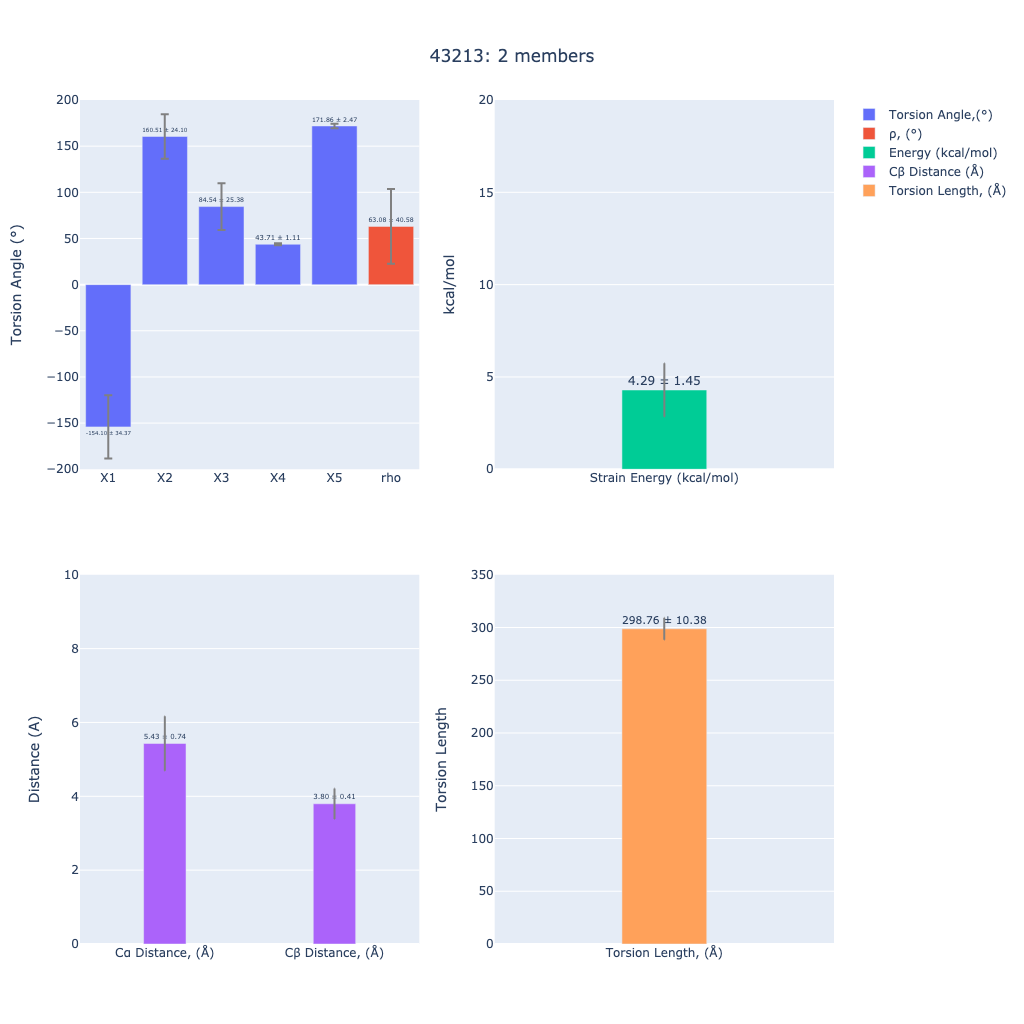 43213: 2 members
200
150
100
50
0
−50
−100
−150
−200
Torsion Angle (°)
-154.10 ± 34.37
160.51 ± 24.10
84.54 ± 25.38
43.71 ± 1.11
171.86 ± 2.47
63.08 ± 40.58
X1 X2 X3 X4 X5 rho
20
15
10
5
0
kcal/mol
4.29 ± 1.45
Strain Energy (kcal/mol)
Torsion Angle,(°)
ρ, (°)
Energy (kcal/mol)
Cβ Distance (Å)
Torsion Length, (Å)
10
8
6
4
2
0
Distance (A)
5.43 ± 0.74
3.80 ± 0.41
Cα Distance, (Å) Cβ Distance, (Å)
350
300
250
200
150
100
50
0
Torsion Length
298.76 ± 10.38
Torsion Length, (Å)